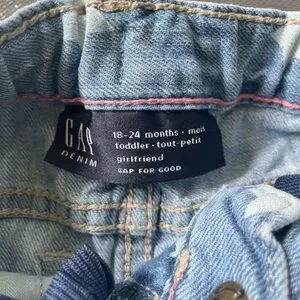 GAP
DENIM
18-24 months · mois
toddler · tout-petit
girlfriend
GAP FOR GOOD